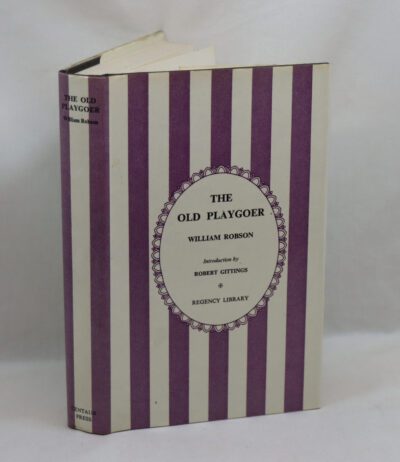 THE OLD
PLAYGOER
William Robson
CENTAUR
PRESS
THE
OLD PLAYGOER
WILLIAM ROBSON
Introduction by
ROBERT GITTINGS
REGENCY LIBRARY